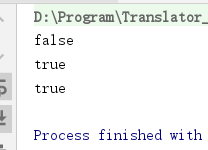 D:\Program\Translator_
false
true
true
Process finished with